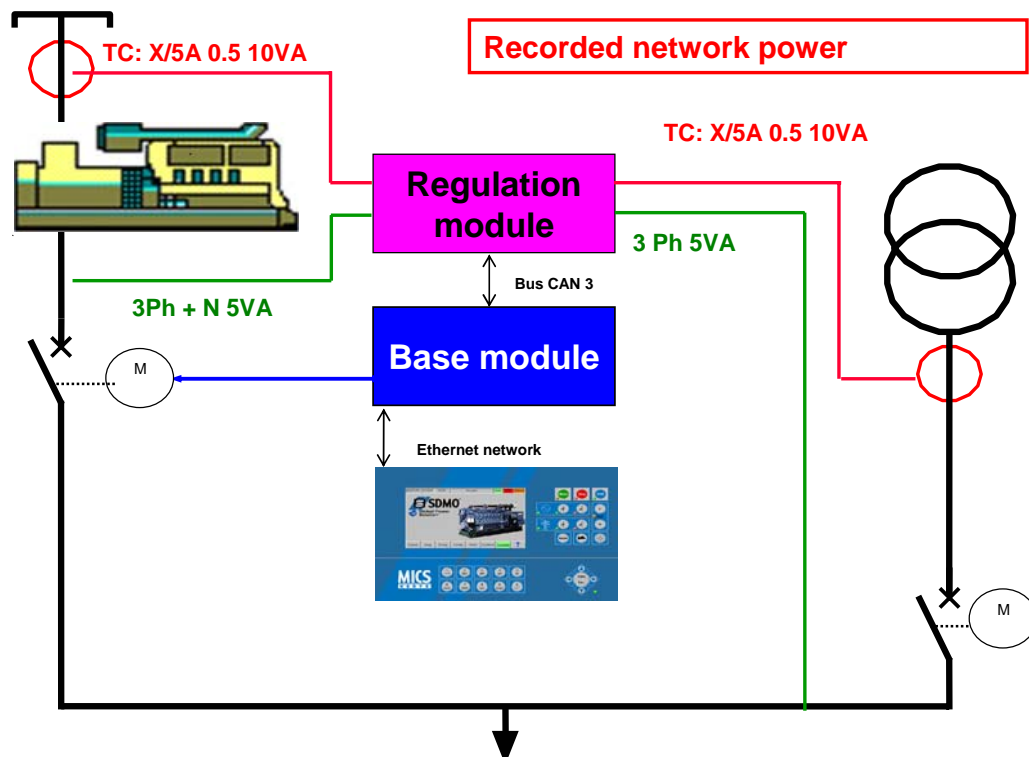 TC: X/5A 0.5 10VA
Recorded network power
TC: X/5A 0.5 10VA
Regulation
module
3 Ph 5VA
Bus CAN 3
3Ph + N 5VA
Base module
M
Ethernet network
SDMO
MICS
M